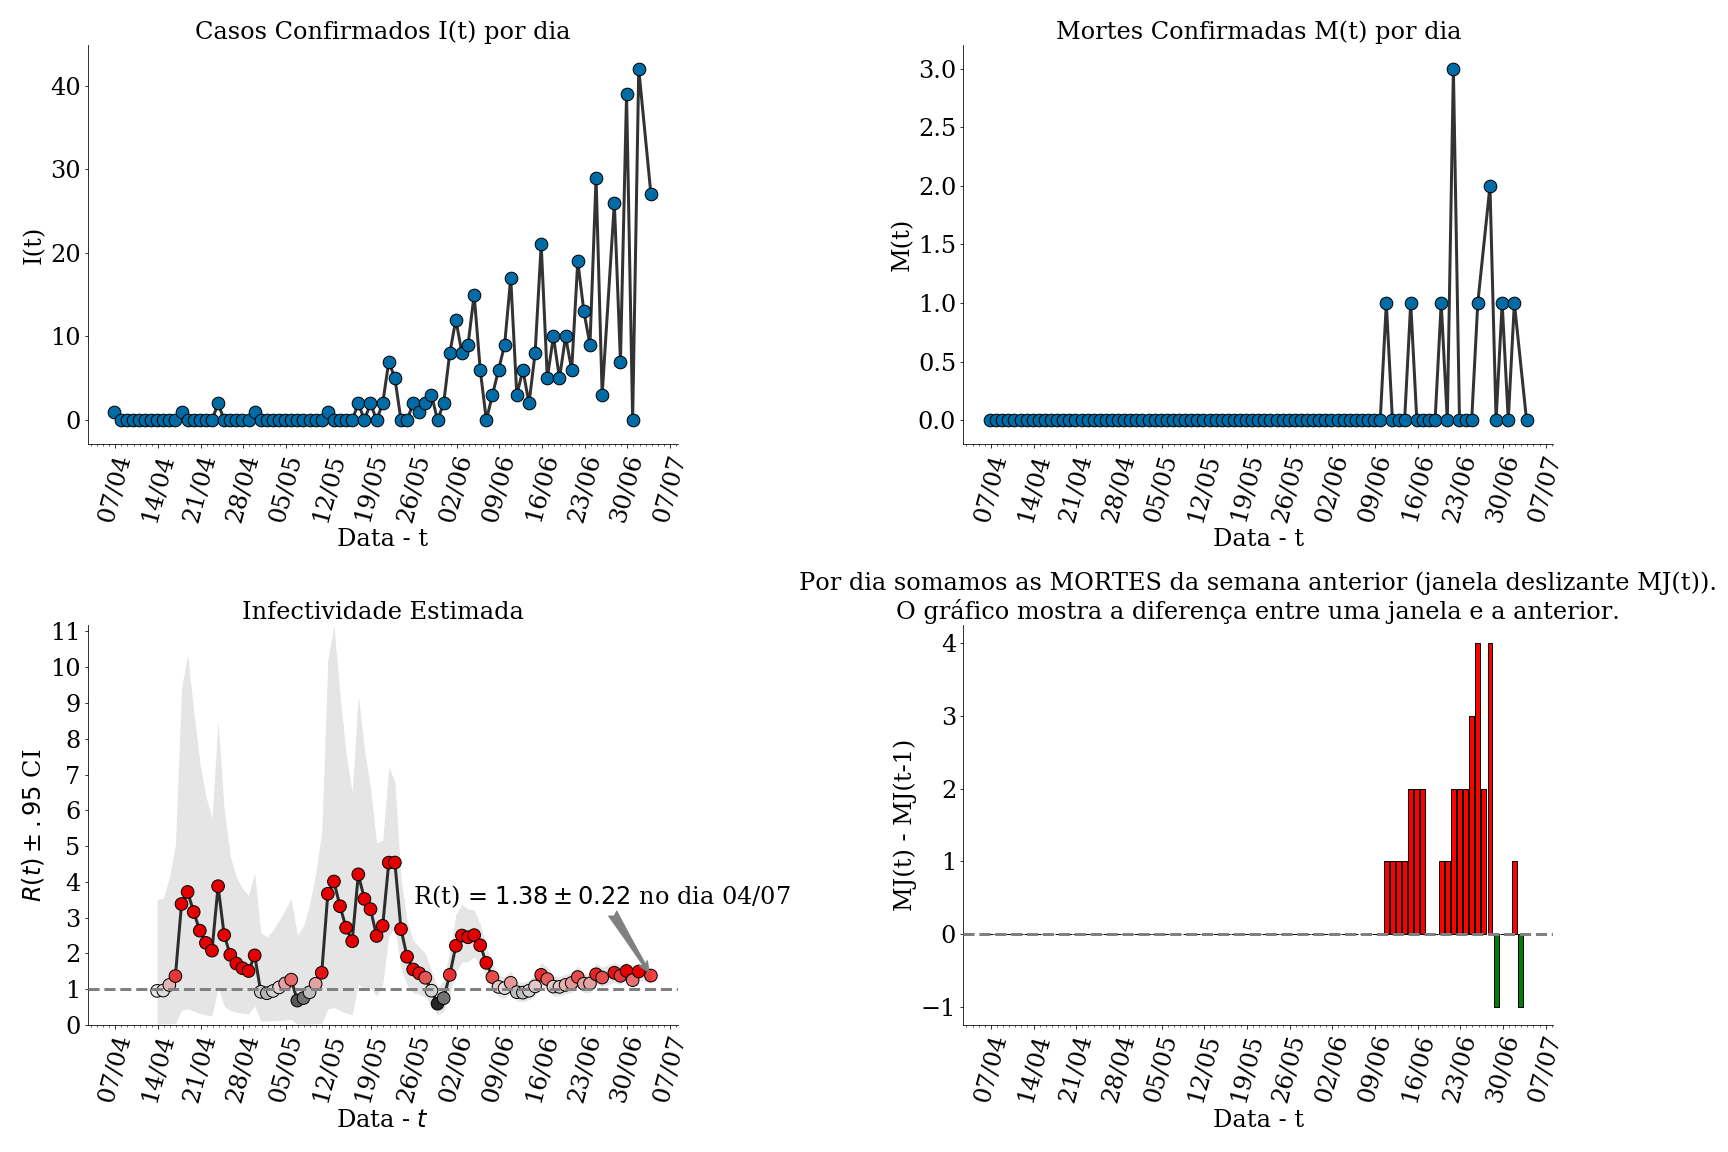 Casos Confirmados I(t) por dia
I(t)
40
30
20
10
0
07/04 14/04 21/04 28/04 05/05 12/05 19/05 26/05 02/06 09/06 16/06 23/06 30/06 07/07
Data - t
Mortes Confirmadas M(t) por dia
M(t)
3.0
2.5
2.0
1.5
1.0
0.5
0.0
07/04 14/04 21/04 28/04 05/05 12/05 19/05 26/05 02/06 09/06 16/06 23/06 30/06 07/07
Data - t
Infectividade Estimada
R(t) ± .95 CI
11
10
9
8
7
6
5
4
3
2
1
0
R(t) = 1.38 ± 0.22 no dia 04/07
07/04 14/04 21/04 28/04 05/05 12/05 19/05 26/05 02/06 09/06 16/06 23/06 30/06 07/07
Data - t
Por dia somamos as MORTES da semana anterior (janela deslizante MJ(t)).
O gráfico mostra a diferença entre uma janela e a anterior.
MJ(t) - MJ(t-1)
4
3
2
1
0
−1
07/04 14/04 21/04 28/04 05/05 12/05 19/05 26/05 02/06 09/06 16/06 23/06 30/06 07/07
Data - t